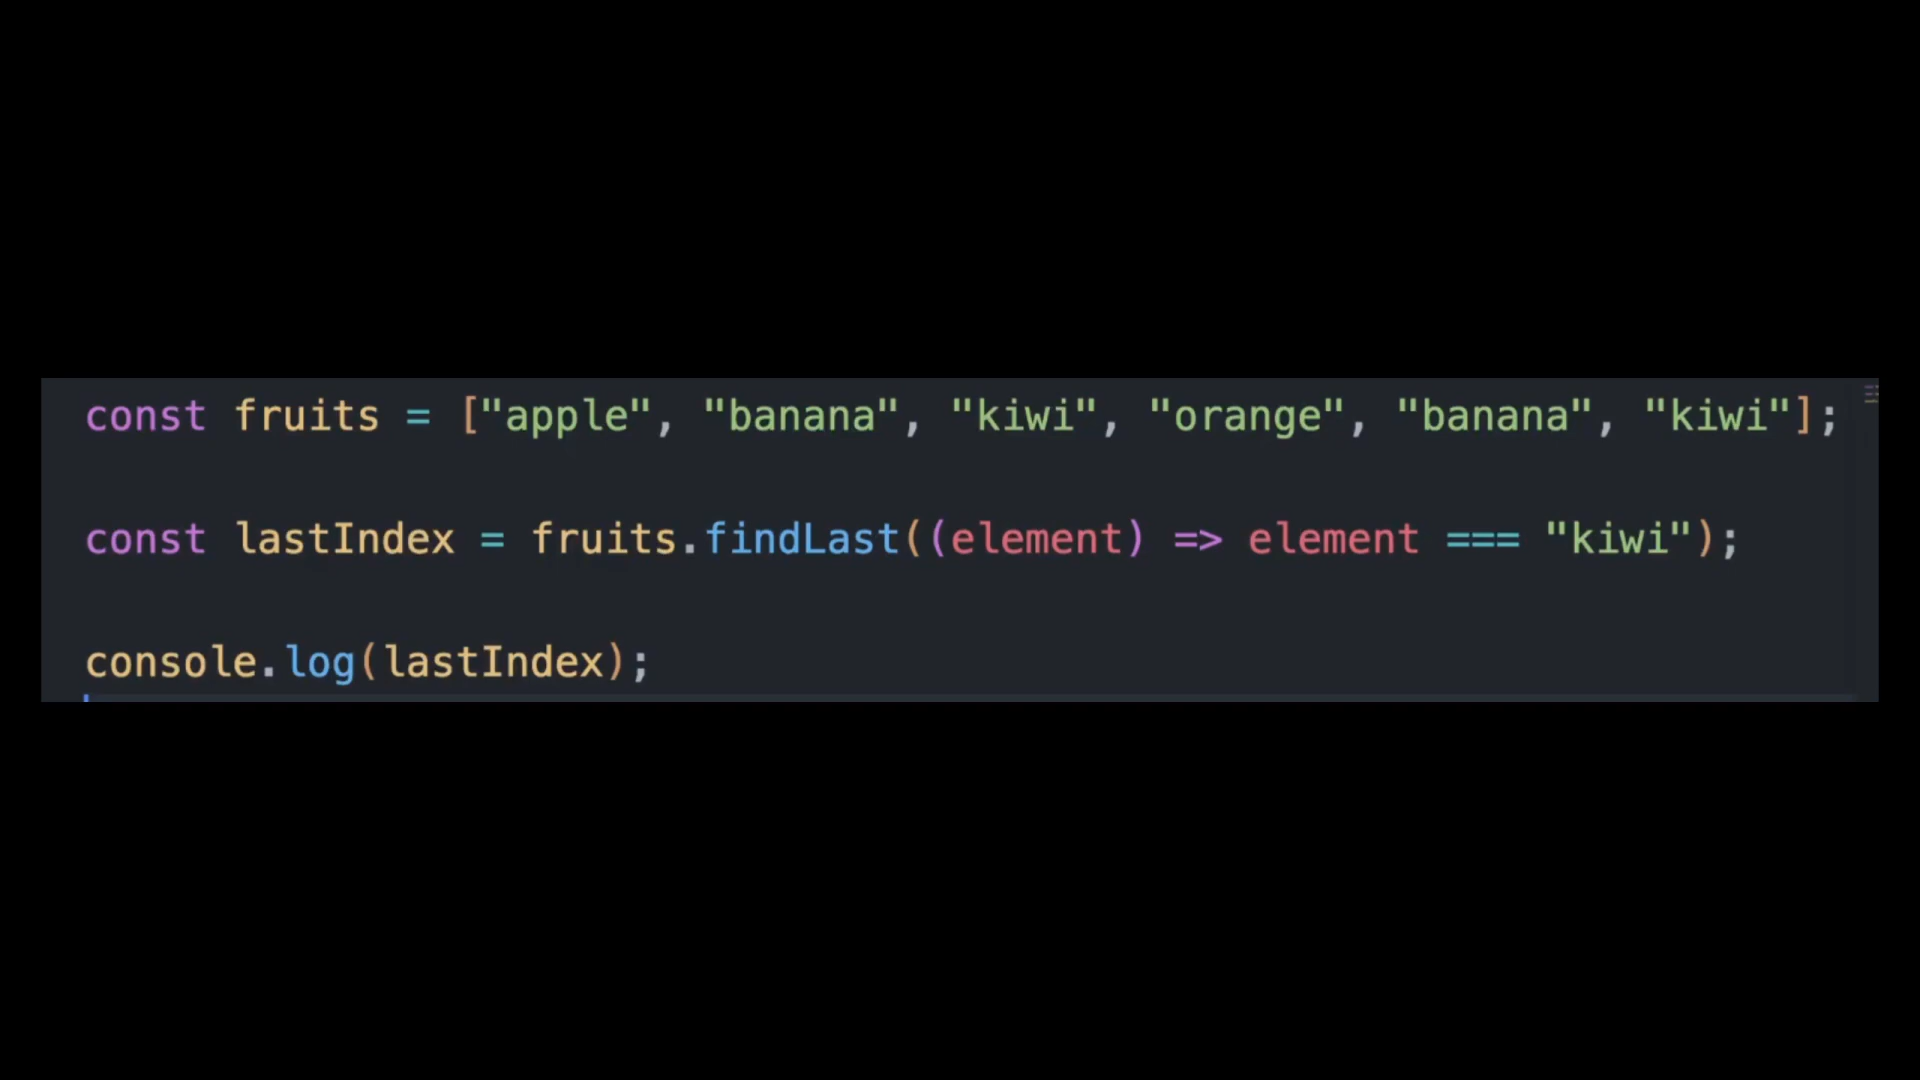 const fruits = ["apple", "banana", "kiwi", "orange", "banana", "kiwi"];
const lastIndex = fruits.findLast((element) => element === "kiwi");
console.log(lastIndex);